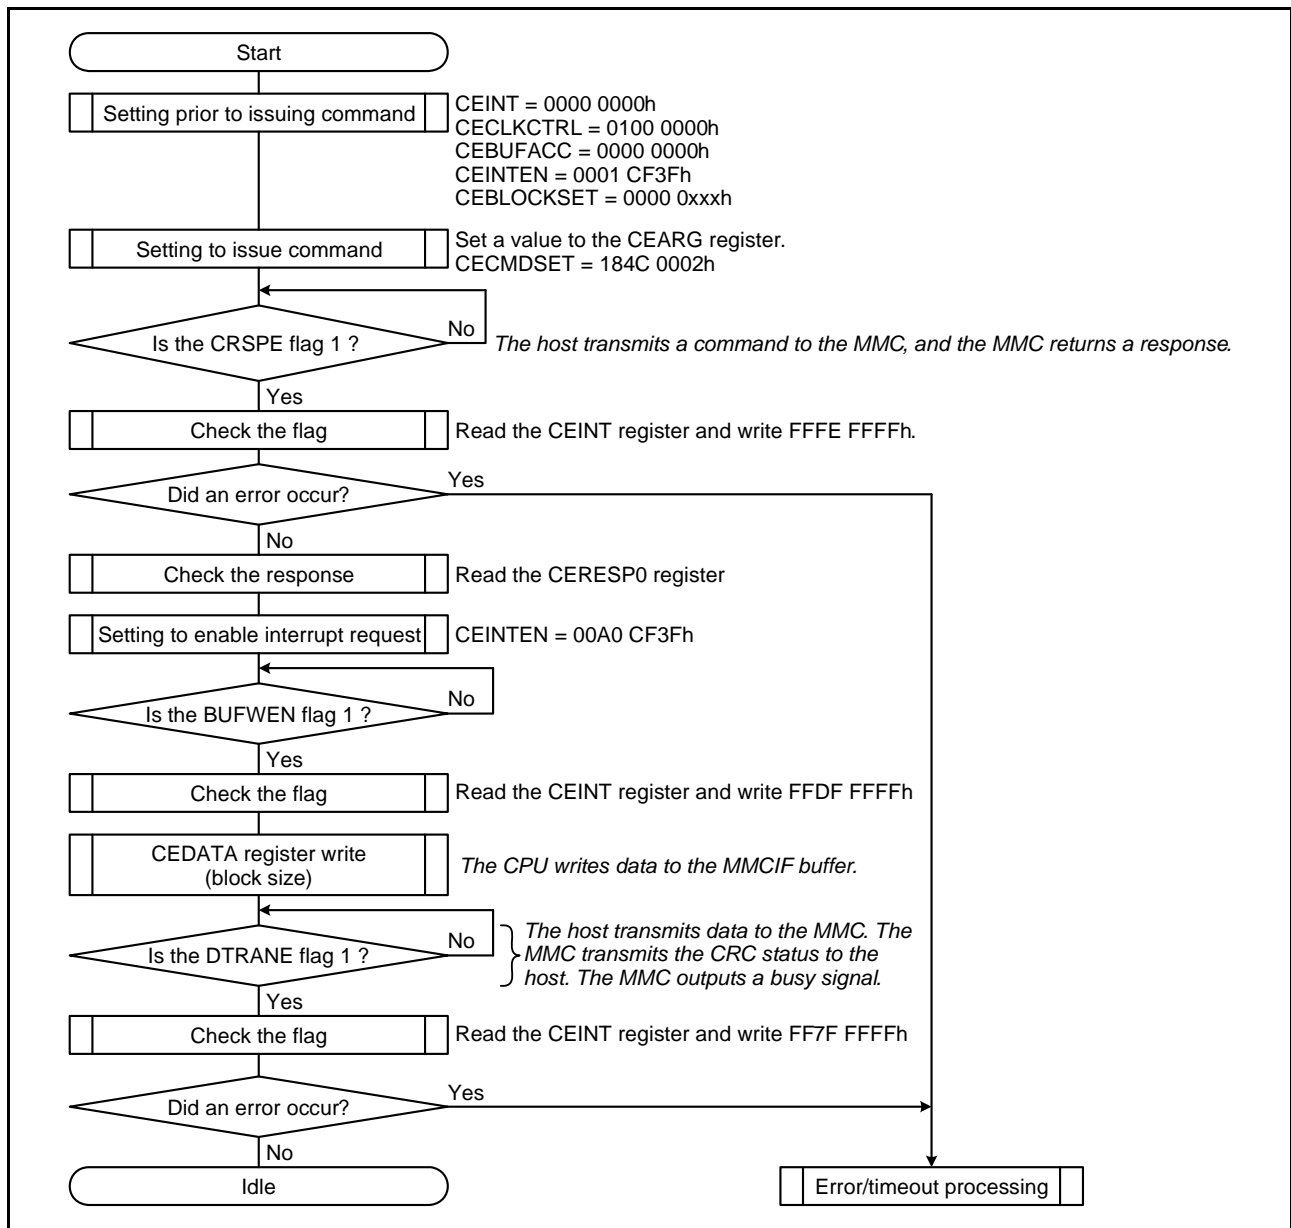 Start
Setting prior to issuing command
CEINT = 0000 0000h
CECLKCTRL = 0100 0000h
CEBUFACC = 0000 0000h
CEINTEN = 0001 CF3Fh
CEBLOCKSET = 0000 0xxxh
Setting to issue command
Set a value to the CEARG register.
CECMDSET = 184C 0002h
Is the CRSPE flag 1 ?
No
The host transmits a command to the MMC, and the MMC returns a response.
Yes
Check the flag
Read the CEINT register and write FFFE FFFFh.
Did an error occur?
Yes
No
Check the response
Read the CERESP0 register
Setting to enable interrupt request
CEINTEN = 00A0 CF3Fh
Is the BUFWEN flag 1 ?
No
Yes
Check the flag
Read the CEINT register and write FFDF FFFFh
CEDATA register write
(block size)
The CPU writes data to the MMCIF buffer.
Is the DTRANE flag 1 ?
No
The host transmits data to the MMC. The
MMC transmits the CRC status to the
host. The MMC outputs a busy signal.
Yes
Check the flag
Read the CEINT register and write FF7F FFFFh
Did an error occur?
Yes
No
Idle
Error/timeout processing